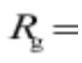 R_g =